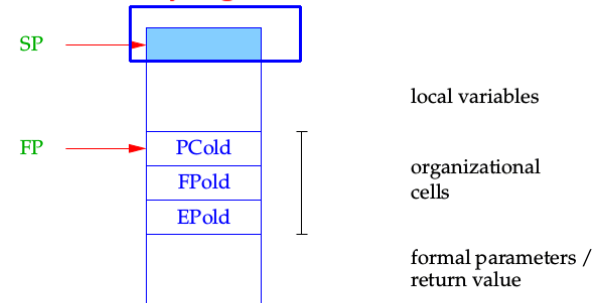 SP
local variables
FP
PCold
FPold
EPold
organizational
cells
formal parameters /
return value